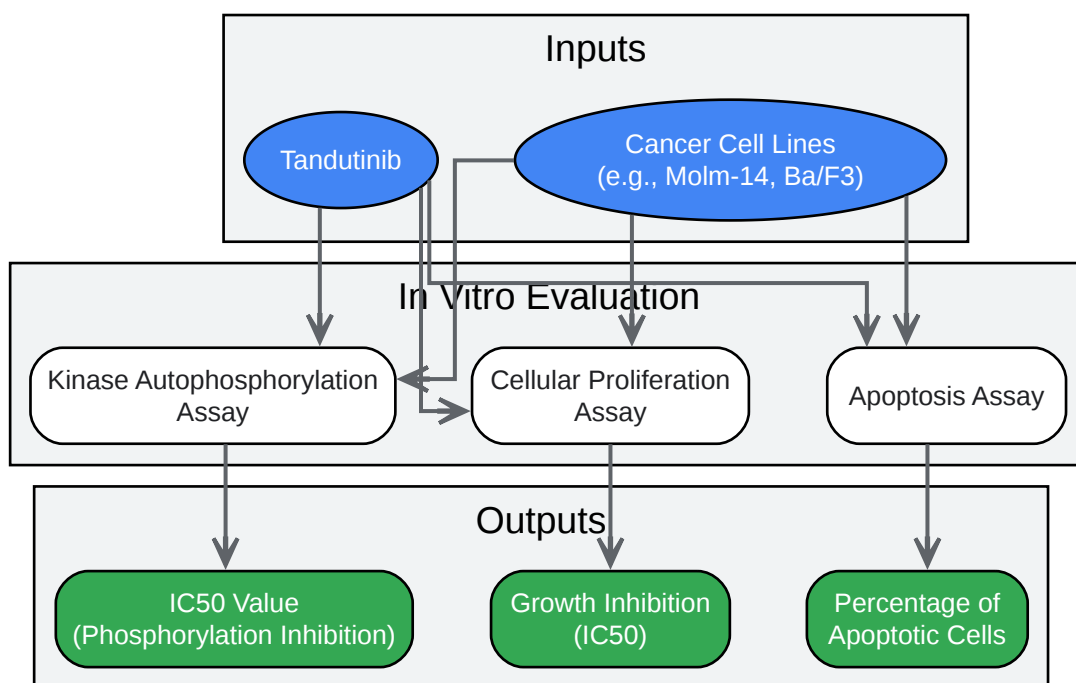 Inputs
Tandutinib
Cancer Cell Lines
(e.g., Molm-14, Ba/F3)
In Vitro Evaluation
Kinase Autophosphorylation
Assay
Cellular Proliferation
Assay
Apoptosis Assay
Outputs
IC50 Value
(Phosphorylation Inhibition)
Growth Inhibition
(IC50)
Percentage of
Apoptotic Cells